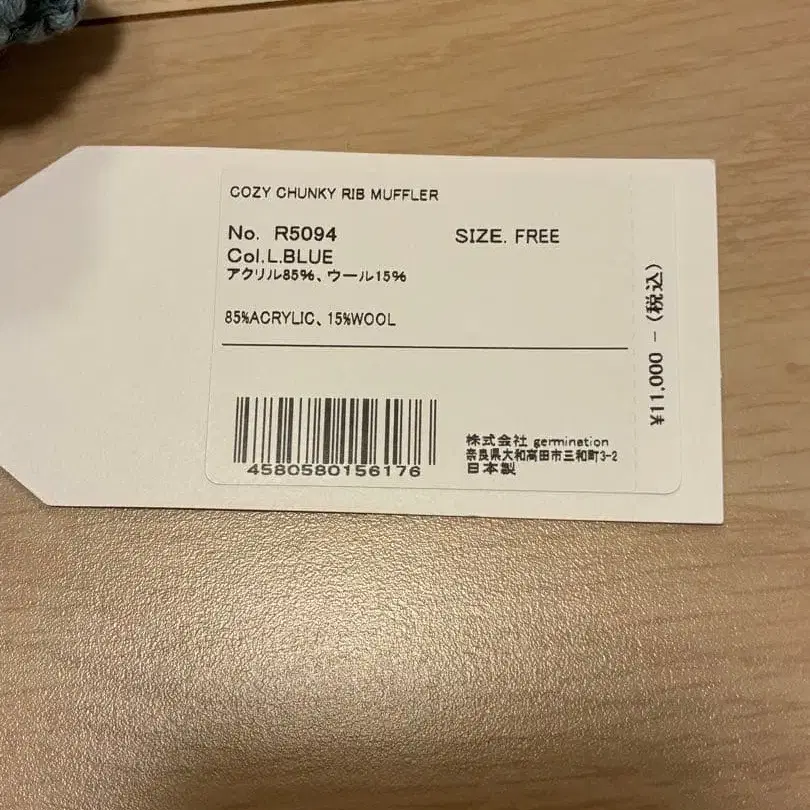 COZY CHUNKY RIB MUFFLER
No. R5094
SIZE. FREE
Col.L.BLUE
アクリル85%、ウール15%
85%ACRYLIC、15%WOOL
¥11,000 - (税込)
4580580156176
株式会社 germination
奈良県大和高田市三和町3-2
日本製